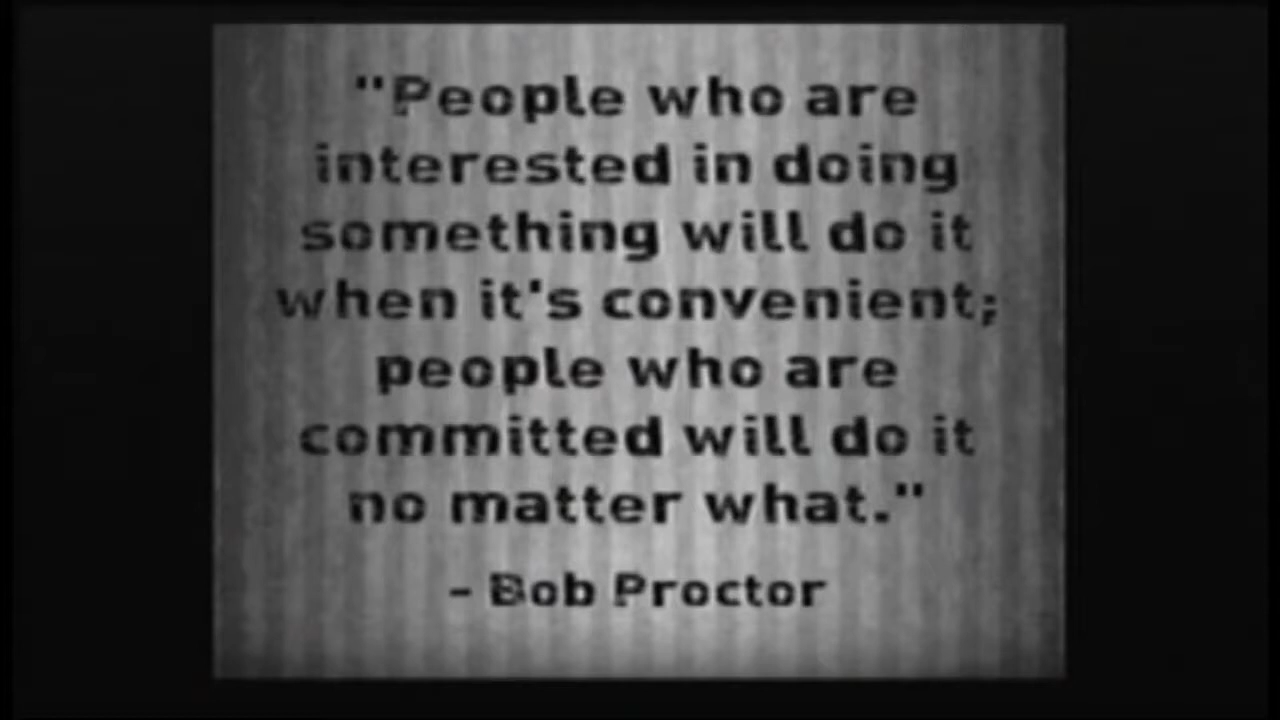 "People who are
interested in doing
something will do it
when it's convenient;
people who are
committed will do it
no matter what."
- Bob Proctor